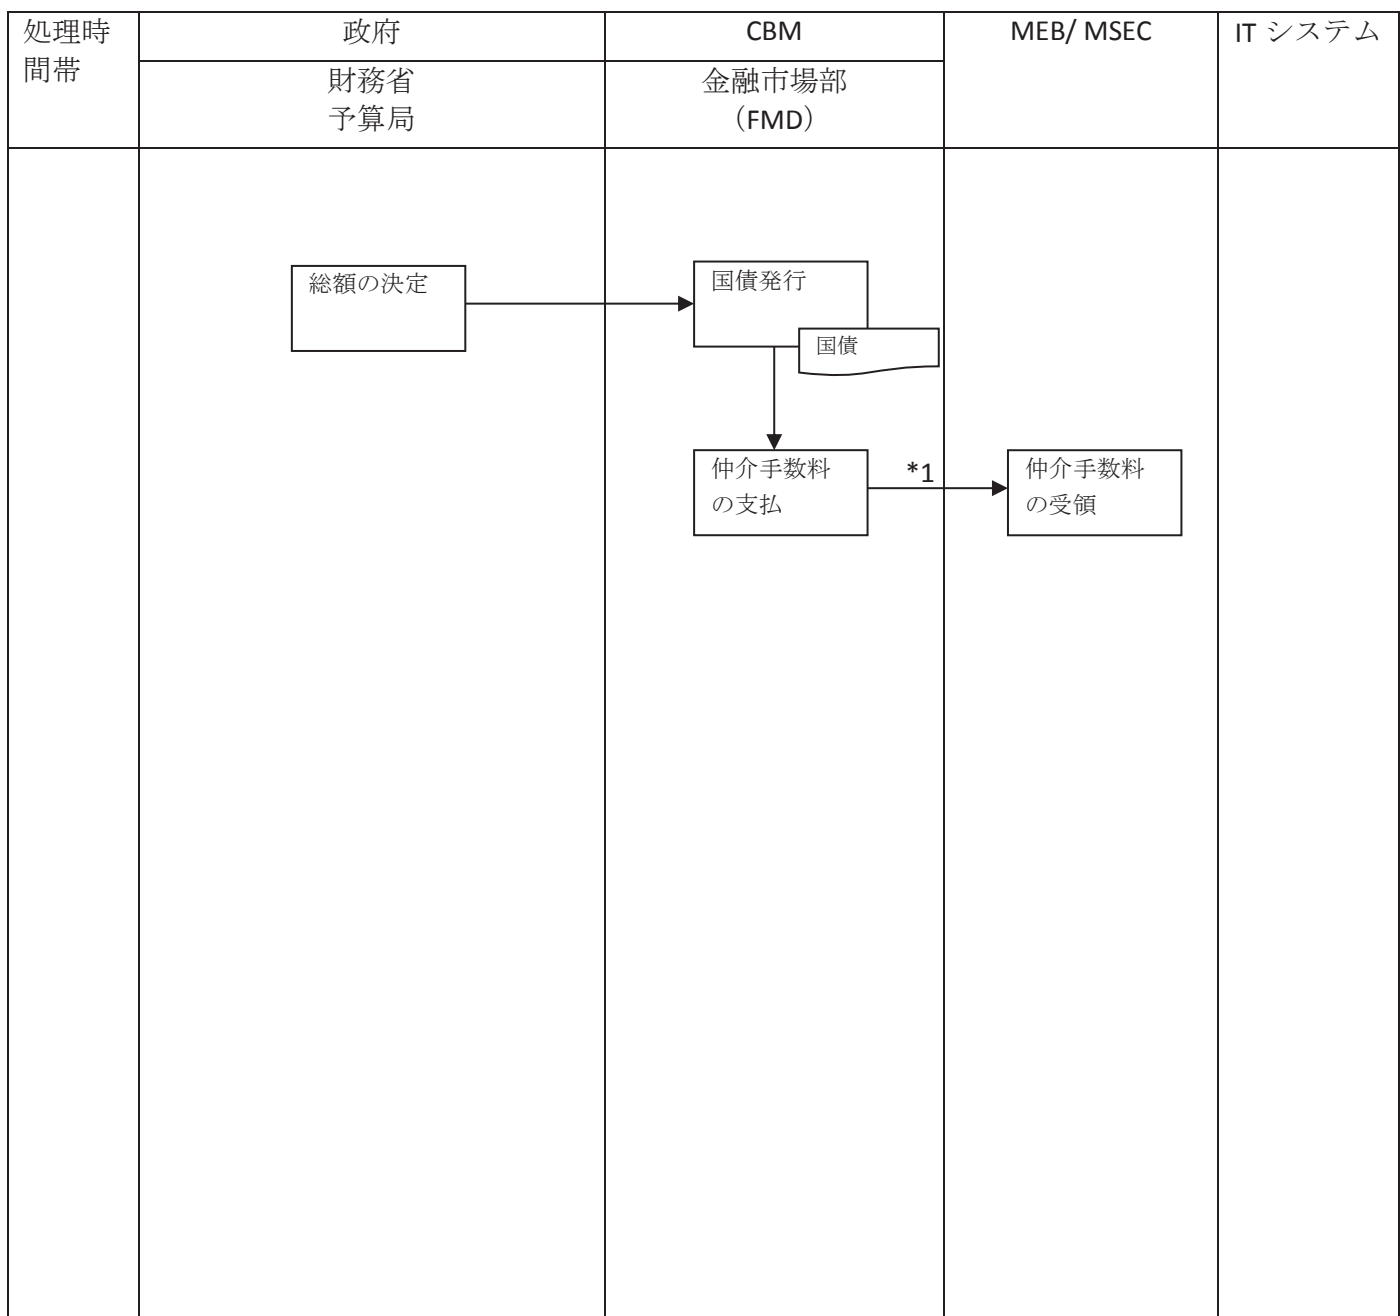 処理時
間帯
政府
CBM
MEB/ MSEC
IT システム
財務省
予算局
金融市場部
（FMD）
総額の決定
国債発行
国債
仲介手数料
の支払
*1
仲介手数料
の受領